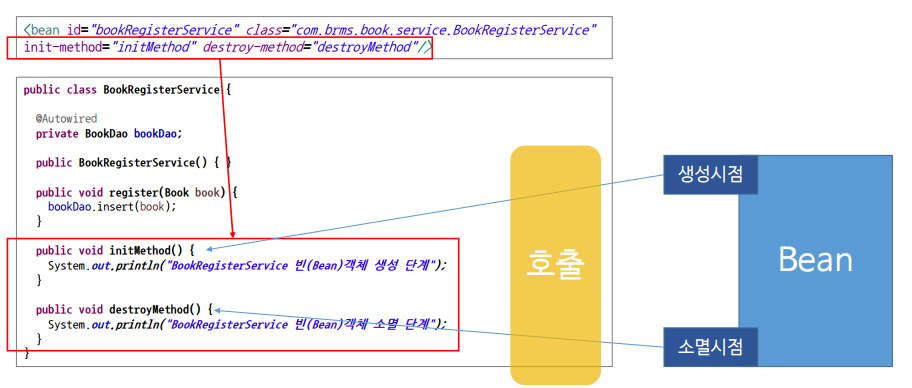 <bean id="bookRegisterService" class="com.brms.book.service.BookRegisterService"
init-method="initMethod" destroy-method="destroyMethod"/>
public class BookRegisterService {
@Autowired
private BookDao bookDao;
public BookRegisterService() { }
public void register(Book book) {
bookDao.insert(book);
}
public void initMethod() {
System.out.println("BookRegisterService 빈(Bean)객체 생성 단계");
}
public void destroyMethod() {
System.out.println("BookRegisterService 빈(Bean)객체 소멸 단계");
}
}
호출
생성시점
Bean
소멸시점